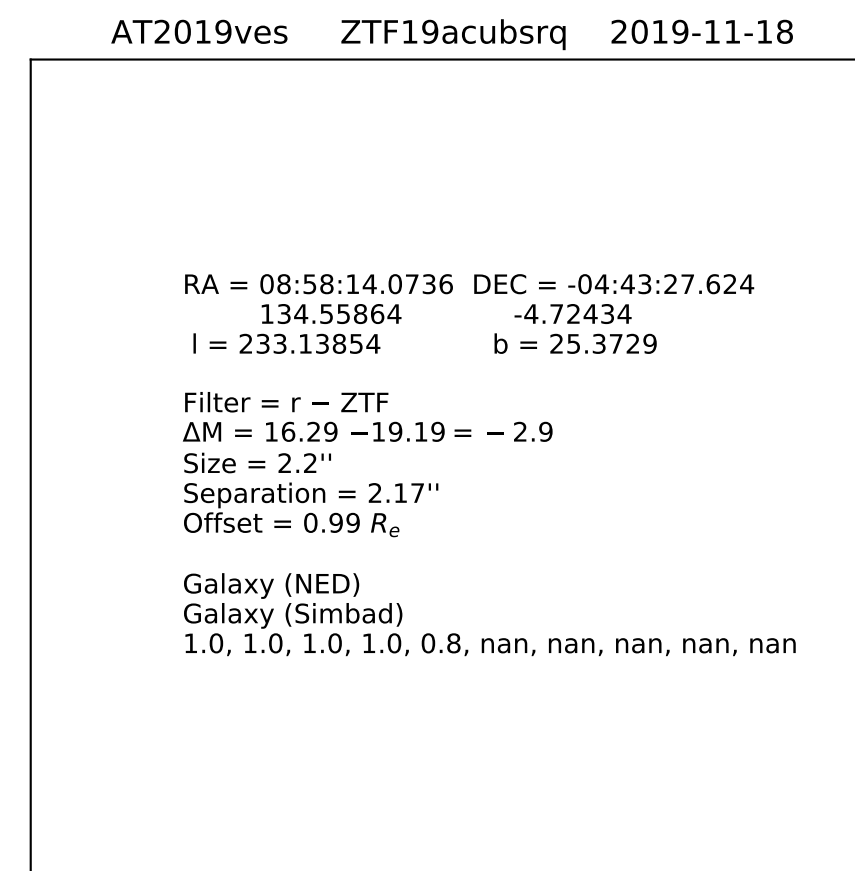 AT2019ves ZTF19acubsrq 2019-11-18
RA = 08:58:14.0736 DEC = -04:43:27.624
134.55864 -4.72434
l = 233.13854 b = 25.3729
Filter = r − ZTF
ΔM = 16.29 −19.19 = − 2.9
Size = 2.2''
Separation = 2.17''
Offset = 0.99 Re
Galaxy (NED)
Galaxy (Simbad)
1.0, 1.0, 1.0, 1.0, 0.8, nan, nan, nan, nan, nan